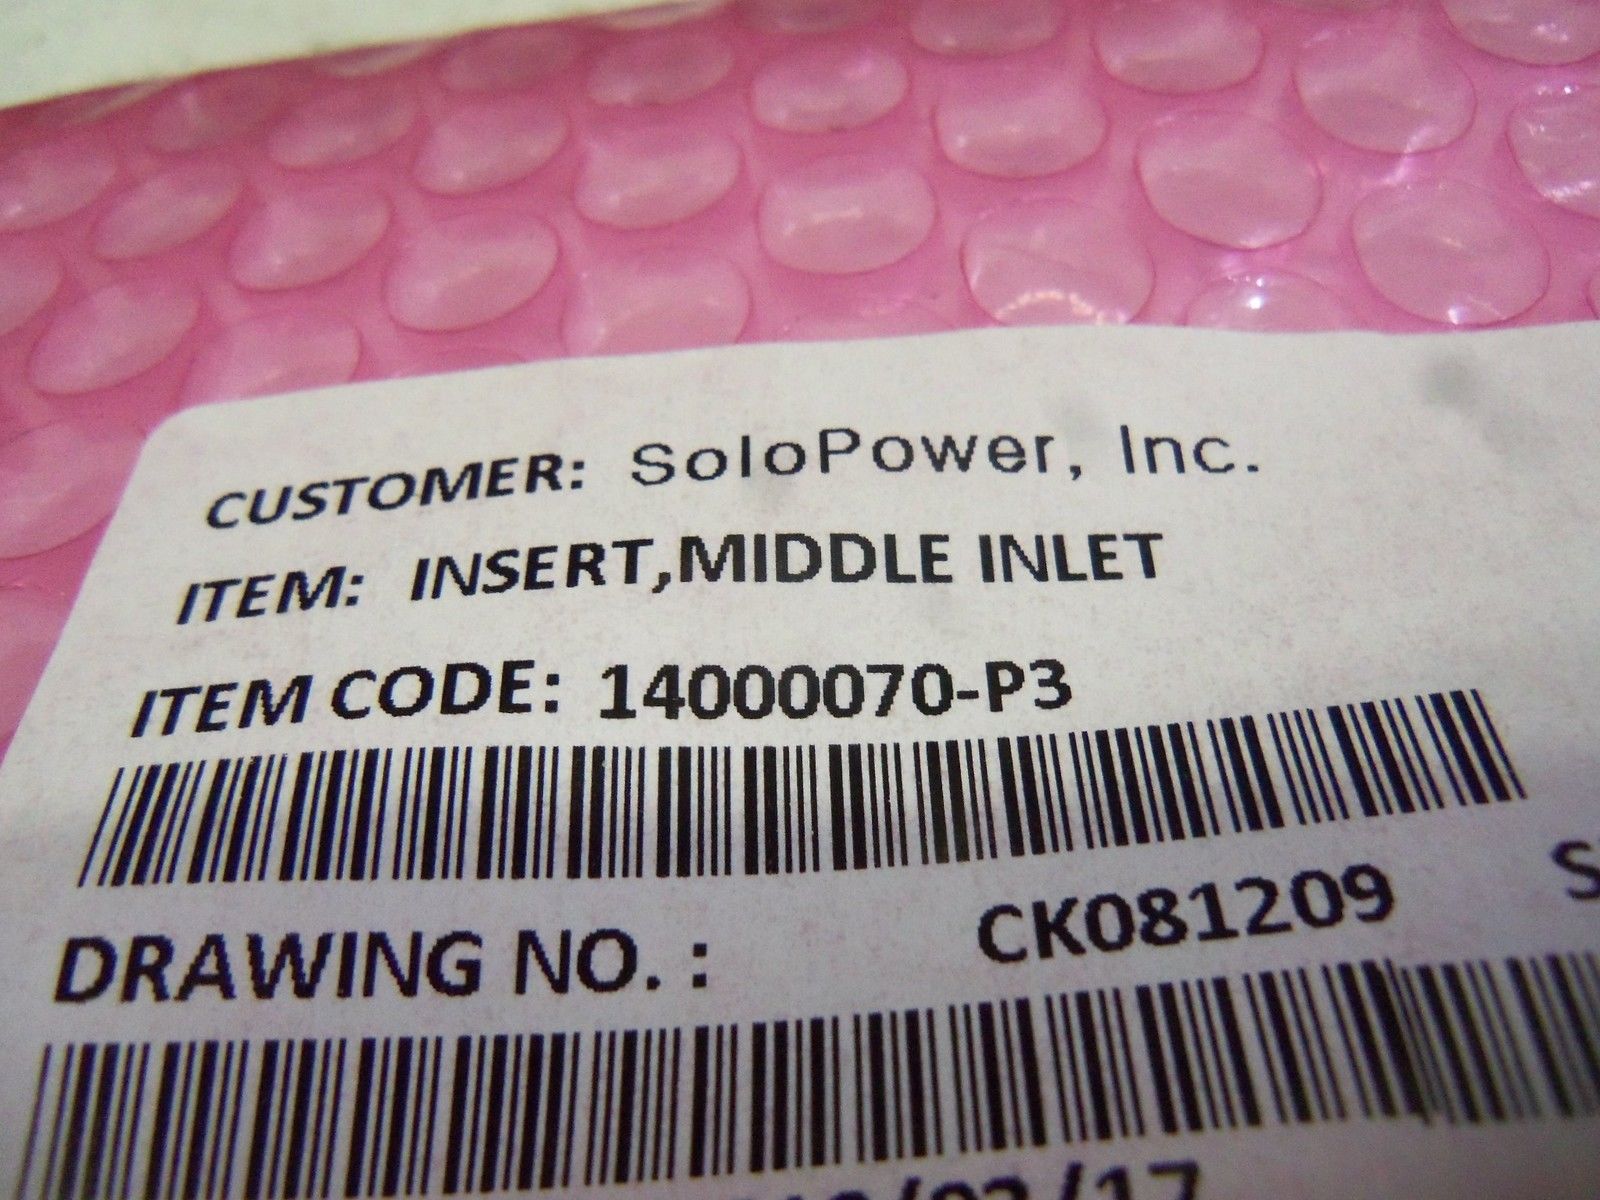 CUSTOMER: SoloPower, Inc.
ITEM: INSERT,MIDDLE INLET
ITEM CODE: 14000070-P3
DRAWING NO. : CK081209